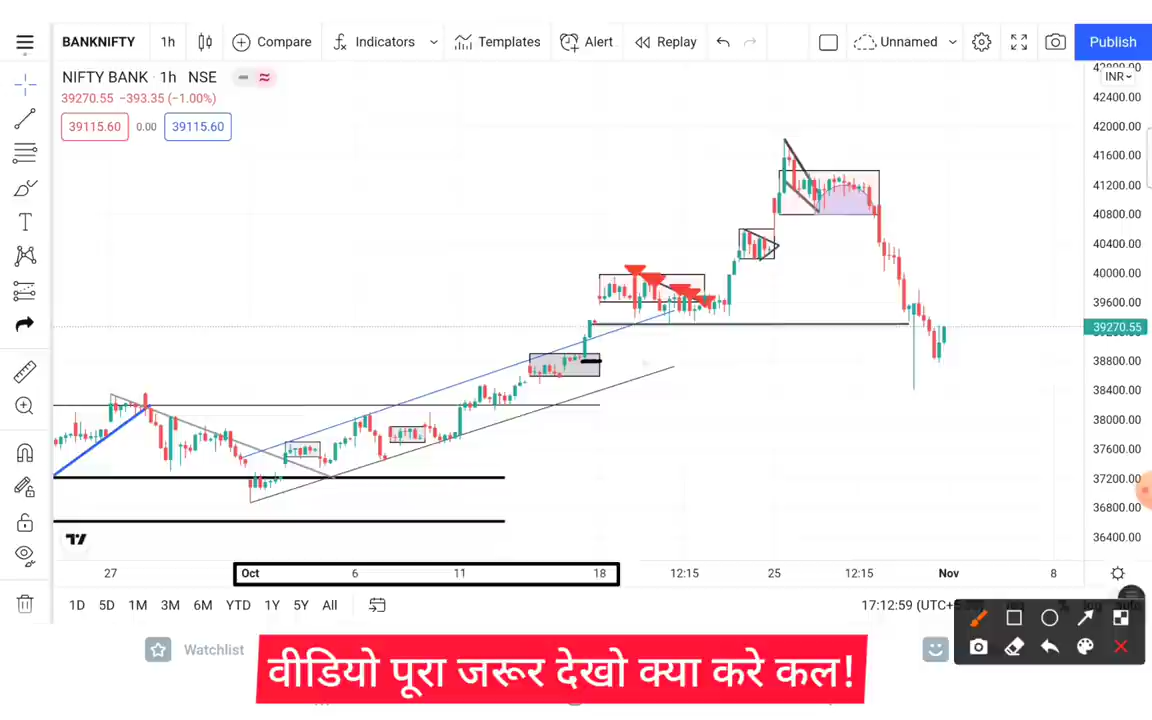 BANKNIFTY 1h Compare Indicators Templates Alert Replay Unnamed Publish
NIFTY BANK · 1h NSE
39270.55 −393.35 (−1.00%)
39115.60 0.00 39115.60
INR
42400.00
42000.00
41600.00
41200.00
40800.00
40400.00
40000.00
39600.00
39270.55
38800.00
38400.00
38000.00
37600.00
37200.00
36800.00
36400.00
27 Oct 6 11 18 12:15 25 12:15 Nov 8
1D 5D 1M 3M 6M YTD 1Y 5Y All 17:12:59 (UTC+5
Watchlist
वीडियो पूरा जरूर देखो क्या करे कल!